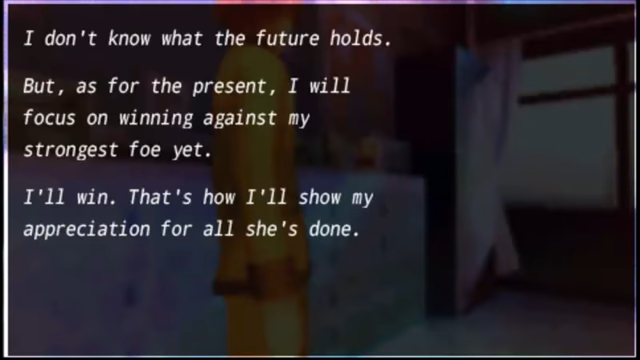 I don't know what the future holds.
But, as for the present, I will
focus on winning against my
strongest foe yet.
I'll win. That's how I'll show my
appreciation for all she's done.